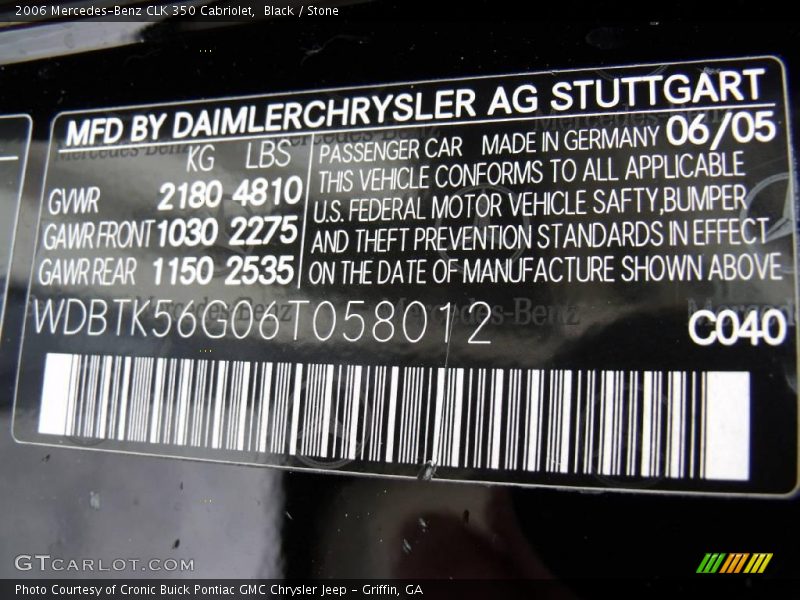 2006 Mercedes-Benz CLK 350 Cabriolet, Black / Stone
MFD BY DAIMLERCHRYSLER AG STUTTGART
KG LBS
GVWR 2180 4810
GAWR FRONT 1030 2275
GAWR REAR 1150 2535
PASSENGER CAR MADE IN GERMANY 06/05
THIS VEHICLE CONFORMS TO ALL APPLICABLE
U.S. FEDERAL MOTOR VEHICLE SAFTY,BUMPER
AND THEFT PREVENTION STANDARDS IN EFFECT
ON THE DATE OF MANUFACTURE SHOWN ABOVE
WDBTK56G06T058012
C040
GTCARLOT.COM
Photo Courtesy of Cronic Buick Pontiac GMC Chrysler Jeep - Griffin, GA